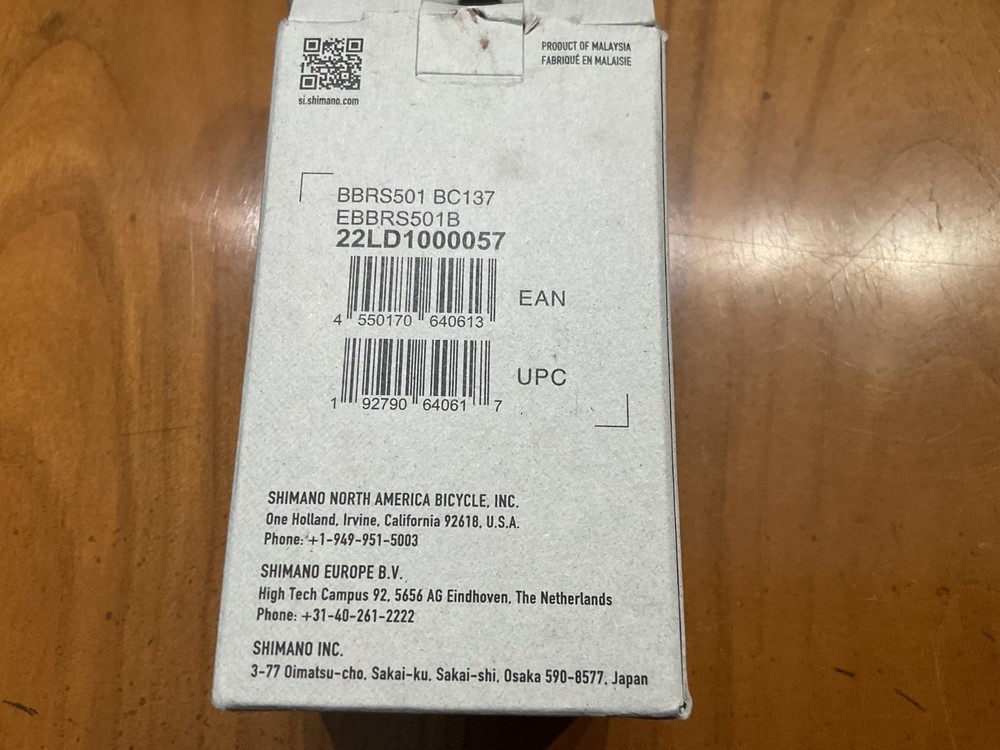 si.shimano.com
PRODUCT OF MALAYSIA
FABRIQUÉ EN MALAISIE
BBRS501 BC137
EBBRS501B
22LD1000057
4 550170 640613
EAN
1 92790 64061 7
UPC
SHIMANO NORTH AMERICA BICYCLE, INC.
One Holland, Irvine, California 92618, U.S.A.
Phone: +1-949-951-5003
SHIMANO EUROPE B.V.
High Tech Campus 92, 5656 AG Eindhoven, The Netherlands
Phone: +31-40-261-2222
SHIMANO INC.
3-77 Oimatsu-cho, Sakai-ku, Sakai-shi, Osaka 590-8577, Japan